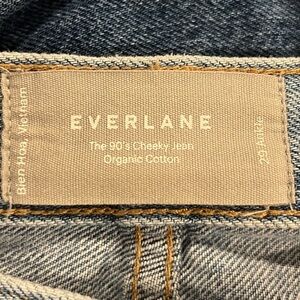 Bien Hoa, Vietnam
EVERLANE
The 90's Cheeky Jean
Organic Cotton
29 Ankle